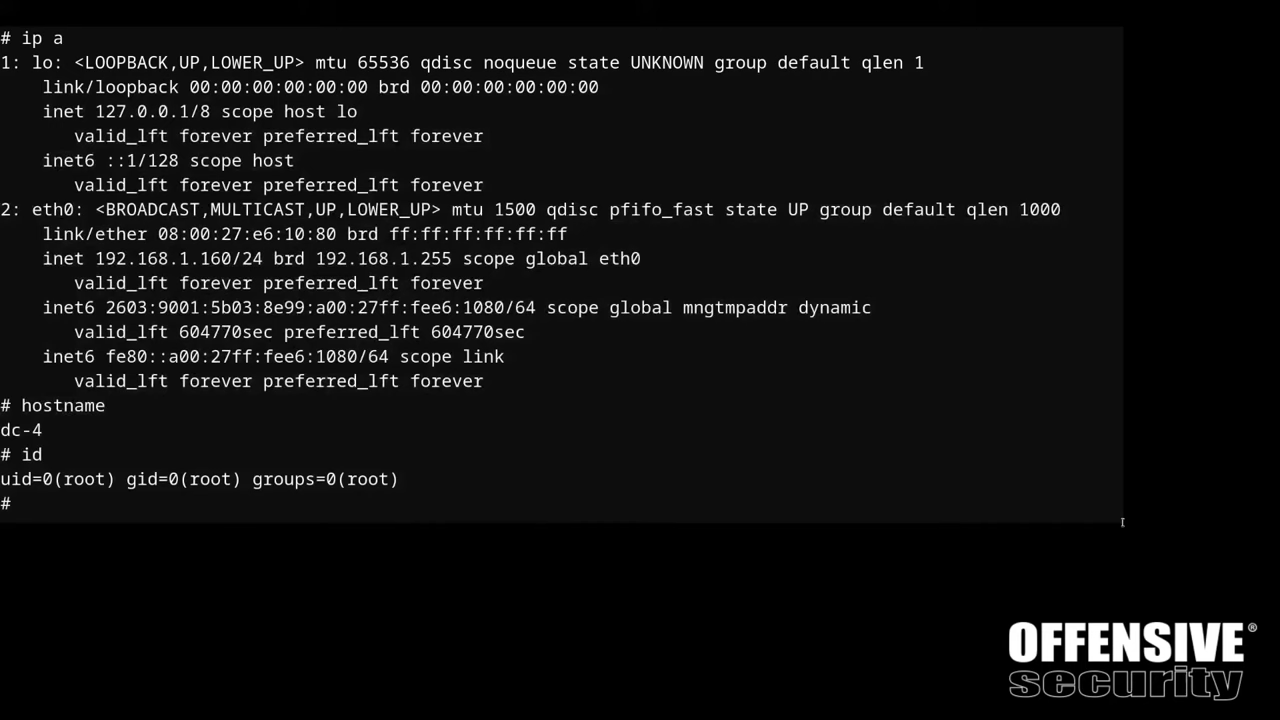 # ip a
1: lo: <LOOPBACK,UP,LOWER_UP> mtu 65536 qdisc noqueue state UNKNOWN group default qlen 1
    link/loopback 00:00:00:00:00:00 brd 00:00:00:00:00:00
    inet 127.0.0.1/8 scope host lo
       valid_lft forever preferred_lft forever
    inet6 ::1/128 scope host
       valid_lft forever preferred_lft forever
2: eth0: <BROADCAST,MULTICAST,UP,LOWER_UP> mtu 1500 qdisc pfifo_fast state UP group default qlen 1000
    link/ether 08:00:27:e6:10:80 brd ff:ff:ff:ff:ff:ff
    inet 192.168.1.160/24 brd 192.168.1.255 scope global eth0
       valid_lft forever preferred_lft forever
    inet6 2603:9001:5b03:8e99:a00:27ff:fee6:1080/64 scope global mngtmpaddr dynamic
       valid_lft 604770sec preferred_lft 604770sec
    inet6 fe80::a00:27ff:fee6:1080/64 scope link
       valid_lft forever preferred_lft forever
# hostname
dc-4
# id
uid=0(root) gid=0(root) groups=0(root)
#
OFFENSIVE®
security